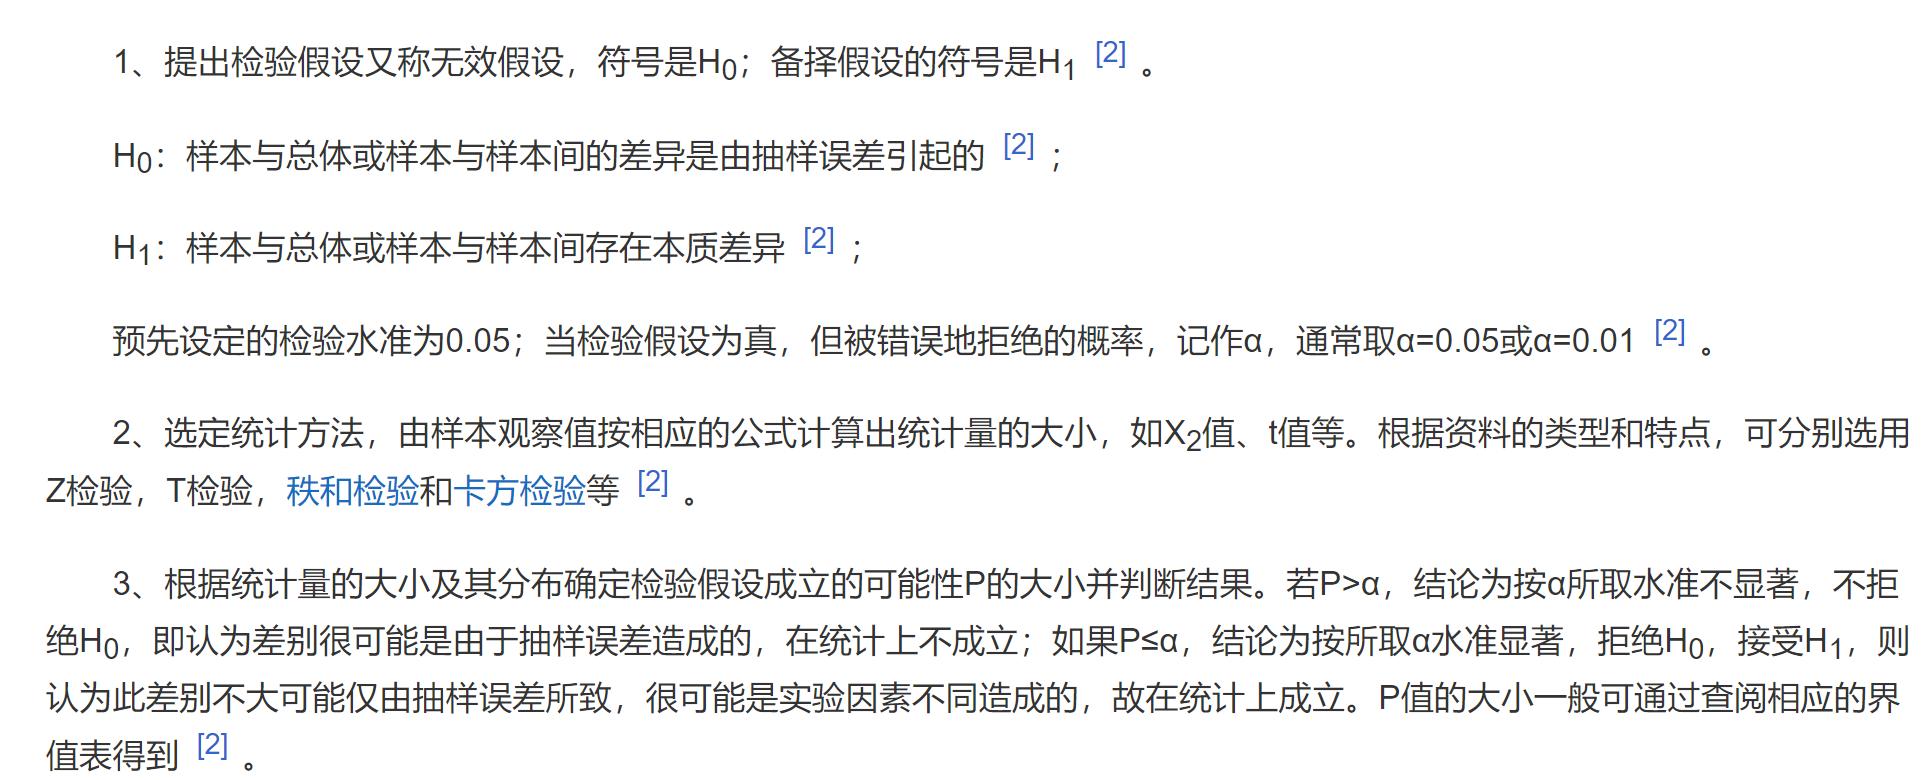 1、提出检验假设又称无效假设，符号是H0；备择假设的符号是H1 [2] 。
H0：样本与总体或样本与样本间的差异是由抽样误差引起的 [2] ；
H1：样本与总体或样本与样本间存在本质差异 [2] ；
预先设定的检验水准为0.05；当检验假设为真，但被错误地拒绝的概率，记作α，通常取α=0.05或α=0.01 [2] 。
2、选定统计方法，由样本观察值按相应的公式计算出统计量的大小，如X2值、t值等。根据资料的类型和特点，可分别选用
Z检验，T检验，秩和检验和卡方检验等 [2] 。
3、根据统计量的大小及其分布确定检验假设成立的可能性P的大小并判断结果。若P>α，结论为按α所取水准不显著，不拒
绝H0，即认为差别很可能是由于抽样误差造成的，在统计上不成立；如果P≤α，结论为按所取α水准显著，拒绝H0，接受H1，则
认为此差别不大可能仅由抽样误差所致，很可能是实验因素不同造成的，故在统计上成立。P值的大小一般可通过查阅相应的界
值表得到 [2] 。